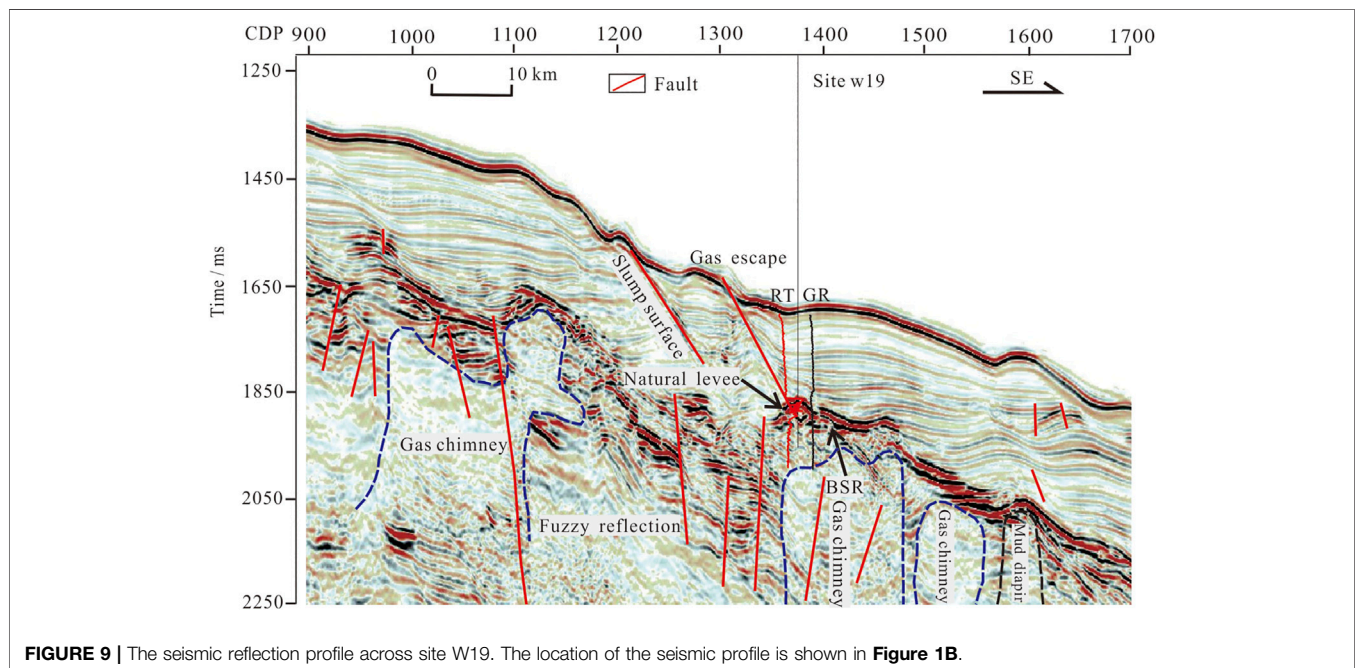 CDP 900 1000 1100 1200 1300 1400 1500 1600 1700
1250
0 10 km
Fault
Site w19
SE
1450
Time / ms
Gas escape
Slump surface
1650
RT GR
Natural levee
1850
Gas chimney
BSR
2050
Fuzzy reflection
Gas chimney
Gas chimney
Mud diapir
2250
FIGURE 9 | The seismic reflection profile across site W19. The location of the seismic profile is shown in Figure 1B.